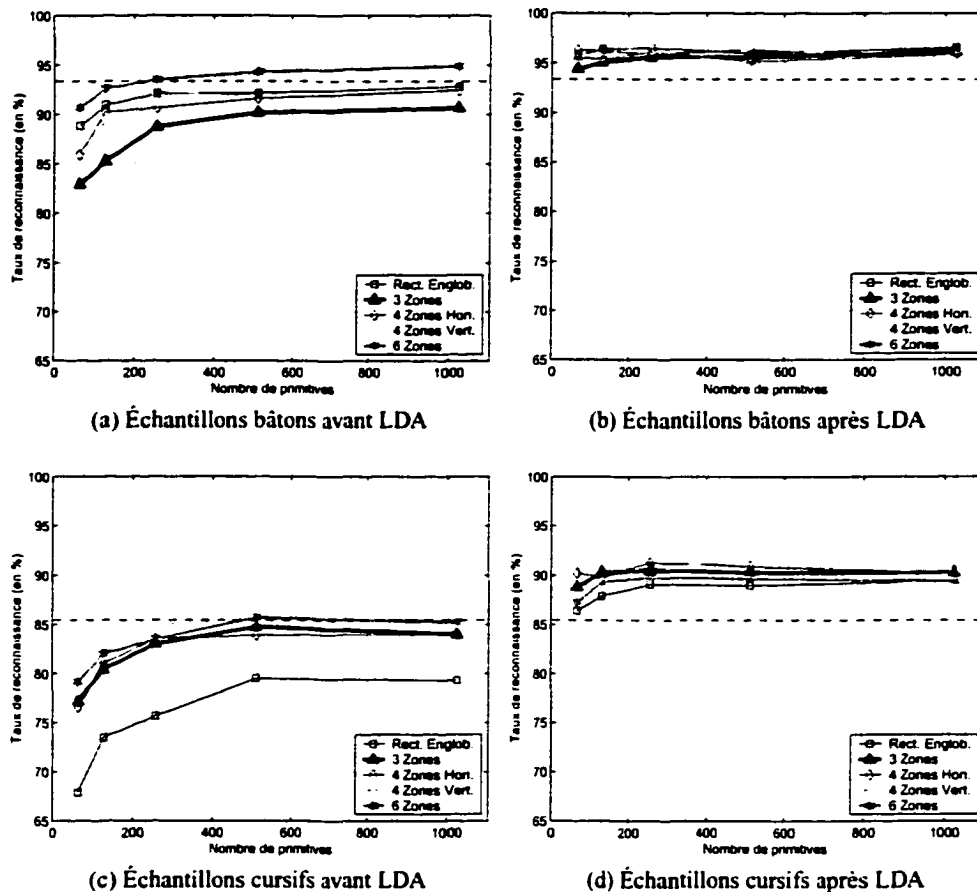 Taux de reconnaissance (en %)
100
95
90
85
80
75
70
65
0
200
400
600
800
1000
Nombre de primitives
Rect. Englob.
3 Zones
4 Zones Hori.
4 Zones Vert.
6 Zones
(a) Échantillons bâtons avant LDA
Taux de reconnaissance (en %)
100
95
90
85
80
75
70
65
0
200
400
600
800
1000
Nombre de primitives
Rect. Englob.
3 Zones
4 Zones Hori.
4 Zones Vert.
6 Zones
(b) Échantillons bâtons après LDA
Taux de reconnaissance (en %)
100
95
90
85
80
75
70
65
0
200
400
600
800
1000
Nombre de primitives
Rect. Englob.
3 Zones
4 Zones Hori.
4 Zones Vert.
6 Zones
(c) Échantillons cursifs avant LDA
Taux de reconnaissance (en %)
100
95
90
85
80
75
70
65
0
200
400
600
800
1000
Nombre de primitives
Rect. Englob.
3 Zones
4 Zones Hori.
4 Zones Vert.
6 Zones
(d) Échantillons cursifs après LDA